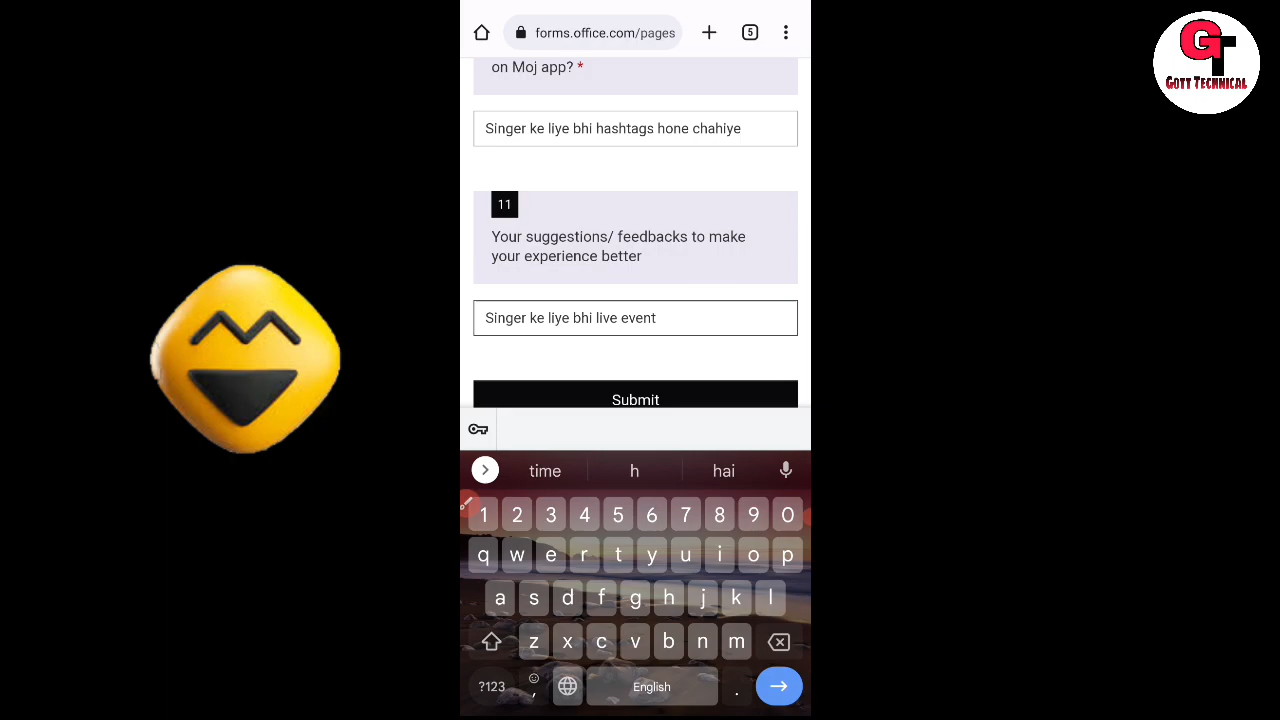 forms.office.com/pages
5
GT
GOTT TECHNICAL
on Moj app? *
Singer ke liye bhi hashtags hone chahiye
11
Your suggestions/ feedbacks to make
your experience better
Singer ke liye bhi live event
Submit
time h hai
1 2 3 4 5 6 7 8 9 0
q w e r t y u i o p
a s d f g h j k l
z x c v b n m
?123 , English .